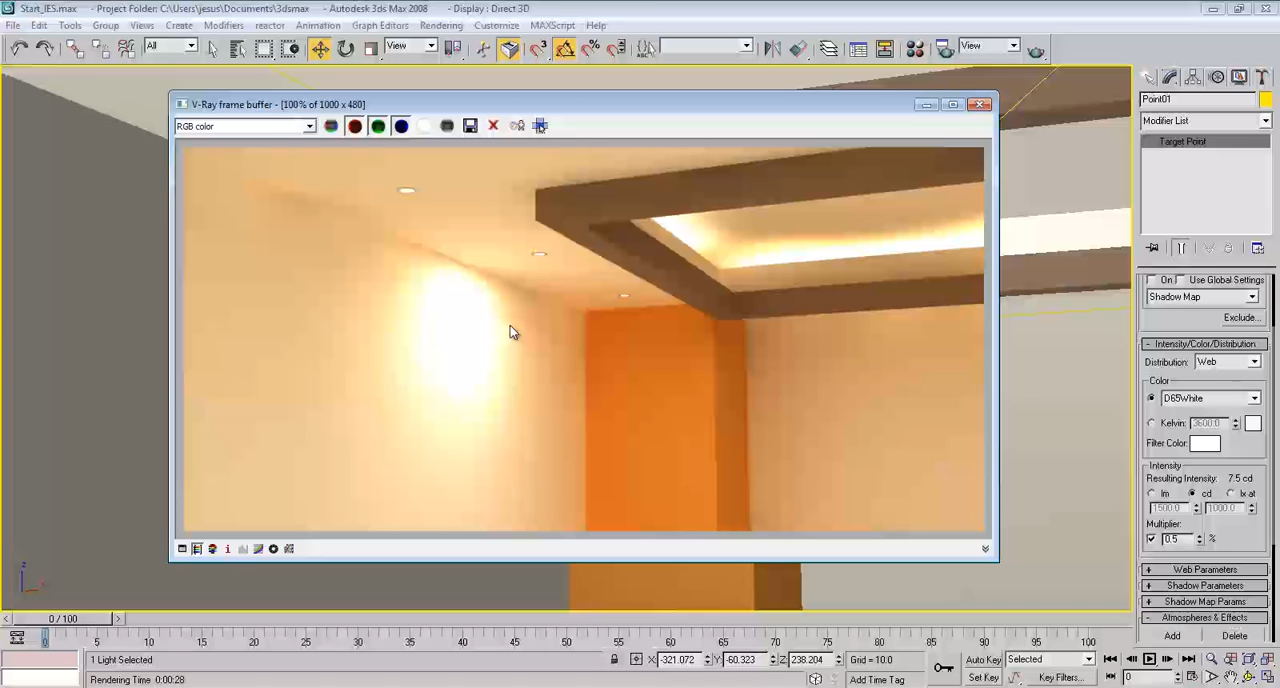 Start_IES.max - Project Folder: C:\Users\jesus\Documents\3dsmax - Autodesk 3ds Max 2008 - Display : Direct 3D
File Edit Tools Group Views Create Modifiers reactor Animation Graph Editors Rendering Customize MAXScript Help
All View View
V-Ray frame buffer - [100% of 1000 x 480]
RGB color
Point01
Modifier List
Target Point
On Use Global Settings
Shadow Map
Exclude...
- Intensity/Color/Distribution
Distribution: Web
Color
D65White
Kelvin: 3600.0
Filter Color:
Intensity
Resulting Intensity: 7.5 cd
lm cd lx at
1500.0 1000.0
Multiplier:
0.5 %
+ Web Parameters
+ Shadow Parameters
+ Shadow Map Params
- Atmospheres & Effects
Add Delete
0 / 100
0 5 10 15 20 25 30 35 40 45 50 55 60 65 70 75 80 85 90 95 100
1 Light Selected X: -321.072 Y: -60.323 Z: 238.204 Grid = 10.0 Auto Key Selected
Rendering Time 0:00:28 Add Time Tag Set Key Key Filters... 0